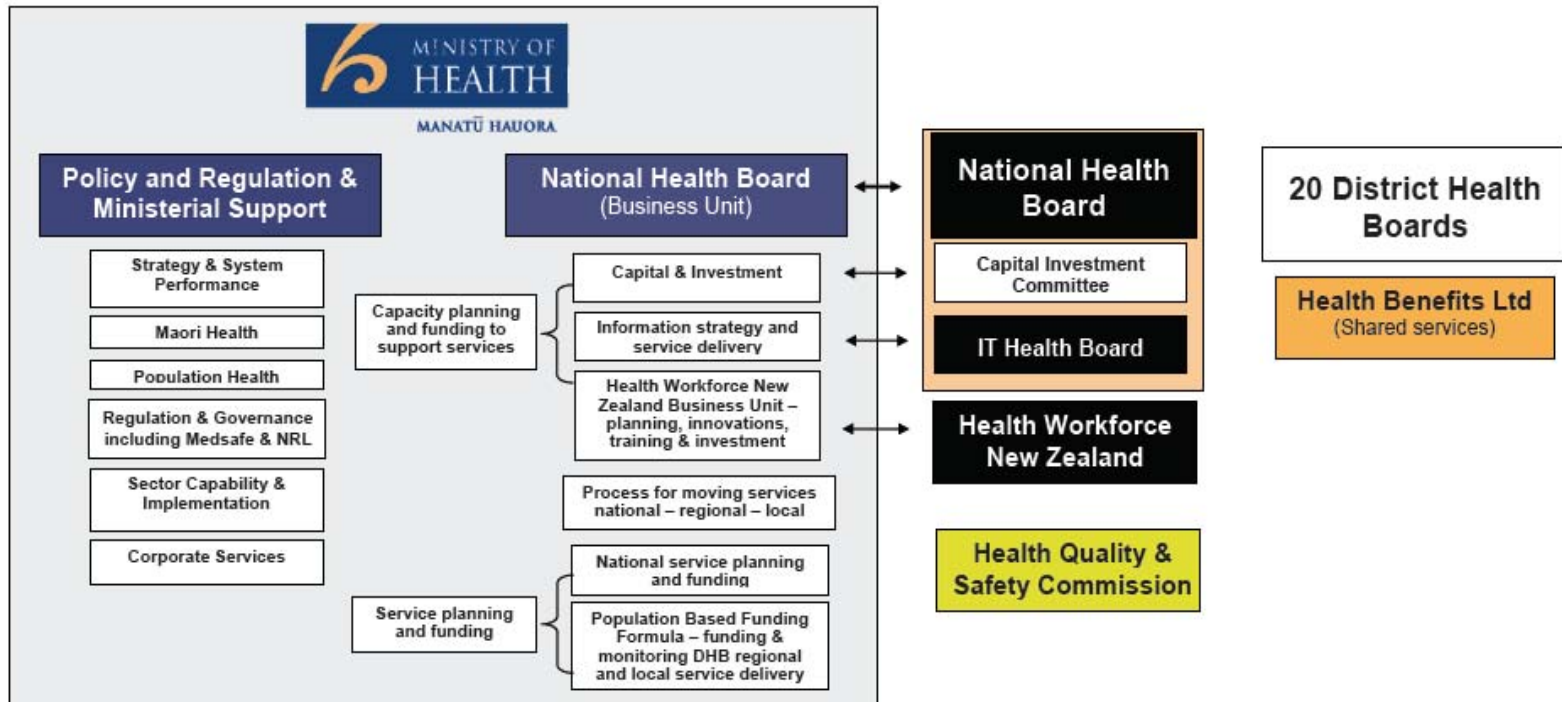 MINISTRY OF
HEALTH
MANATŪ HAUORA
Policy and Regulation &
Ministerial Support
Strategy & System
Performance
Maori Health
Population Health
Regulation & Governance
including Medsafe & NRL
Sector Capability &
Implementation
Corporate Services
National Health Board
(Business Unit)
Capacity planning
and funding to
support services
Capital & Investment
Information strategy and
service delivery
Health Workforce New
Zealand Business Unit –
planning, innovations,
training & investment
Process for moving services
national – regional – local
Service planning
and funding
National service planning
and funding
Population Based Funding
Formula – funding &
monitoring DHB regional
and local service delivery
National Health
Board
Capital Investment
Committee
IT Health Board
Health Workforce
New Zealand
Health Quality &
Safety Commission
20 District Health
Boards
Health Benefits Ltd
(Shared services)